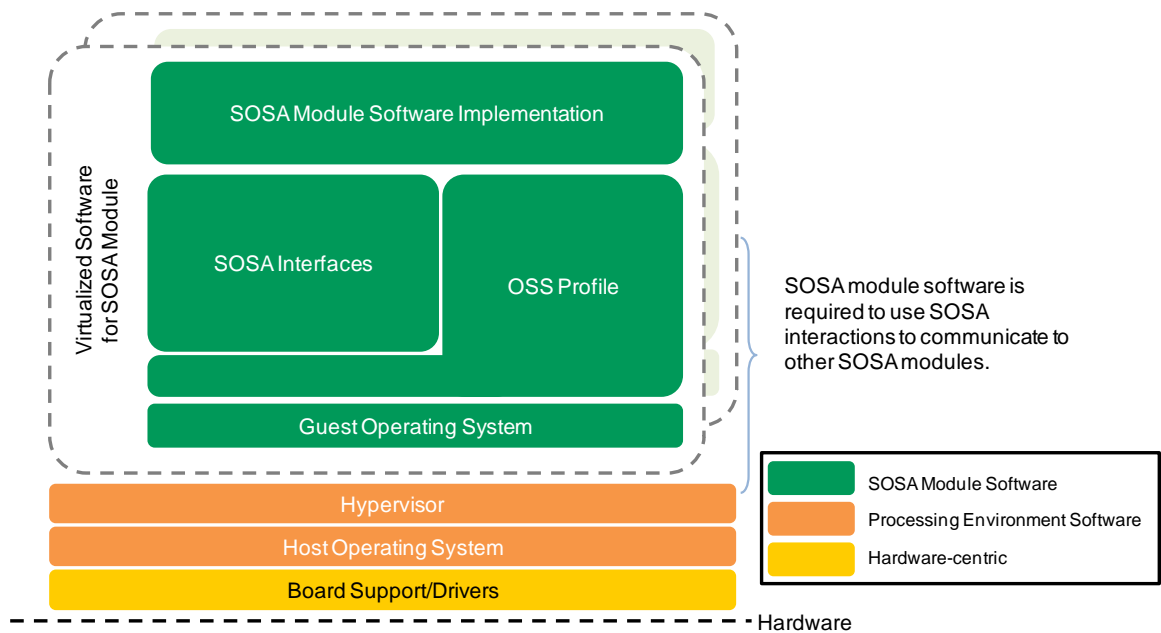 SOSA Module Software Implementation
Virtualized Software
for SOSA Module
SOSA Interfaces
OSS Profile
Guest Operating System
SOSA module software is
required to use SOSA
interactions to communicate to
other SOSA modules.
Hypervisor
Host Operating System
Board Support/Drivers
SOSA Module Software
Processing Environment Software
Hardware-centric
Hardware